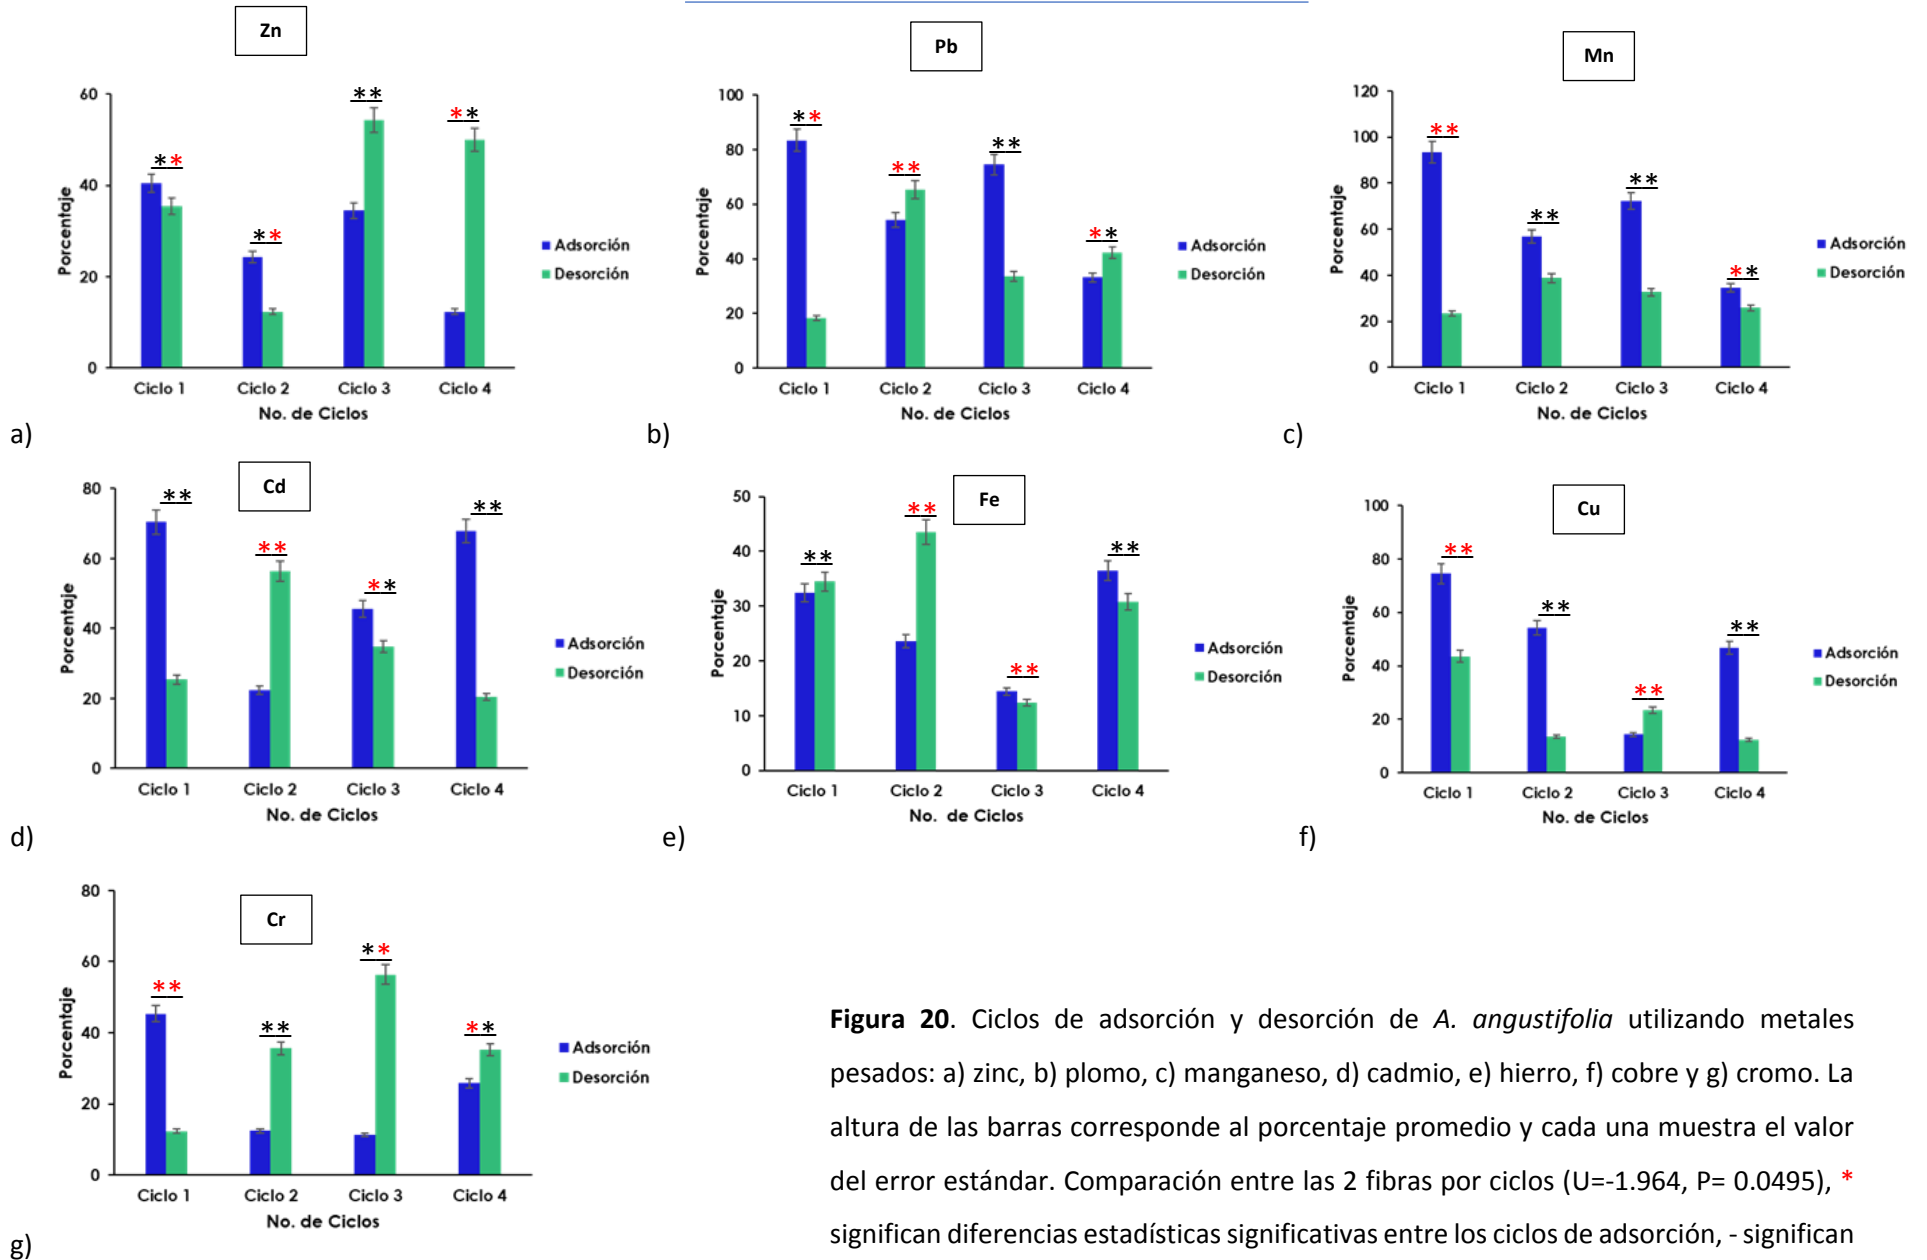 Zn
**
**
**
**
60
40
20
0
Porcentaje
Ciclo 1 Ciclo 2 Ciclo 3 Ciclo 4
No. de Ciclos
Adsorción
Desorción
a)
Pb
**
**
**
**
100
80
60
40
20
0
Porcentaje
Ciclo 1 Ciclo 2 Ciclo 3 Ciclo 4
No. de Ciclos
Adsorción
Desorción
b)
Mn
**
**
**
**
120
100
80
60
40
20
0
Porcentaje
Ciclo 1 Ciclo 2 Ciclo 3 Ciclo 4
No. de Ciclos
Adsorción
Desorción
c)
Cd
**
**
**
**
80
60
40
20
0
Porcentaje
Ciclo 1 Ciclo 2 Ciclo 3 Ciclo 4
No. de Ciclos
Adsorción
Desorción
d)
Fe
**
**
**
**
50
40
30
20
10
0
Porcentaje
Ciclo 1 Ciclo 2 Ciclo 3 Ciclo 4
No. de Ciclos
Adsorción
Desorción
e)
Cu
**
**
**
**
100
80
60
40
20
0
Porcentaje
Ciclo 1 Ciclo 2 Ciclo 3 Ciclo 4
No. de Ciclos
Adsorción
Desorción
f)
Cr
**
**
**
**
80
60
40
20
0
Porcentaje
Ciclo 1 Ciclo 2 Ciclo 3 Ciclo 4
No. de Ciclos
Adsorción
Desorción
g)
Figura 20. Ciclos de adsorción y desorción de A. angustifolia utilizando metales
pesados: a) zinc, b) plomo, c) manganeso, d) cadmio, e) hierro, f) cobre y g) cromo. La
altura de las barras corresponde al porcentaje promedio y cada una muestra el valor
del error estándar. Comparación entre las 2 fibras por ciclos (U=-1.964, P= 0.0495), *
significan diferencias estadísticas significativas entre los ciclos de adsorción, - significan